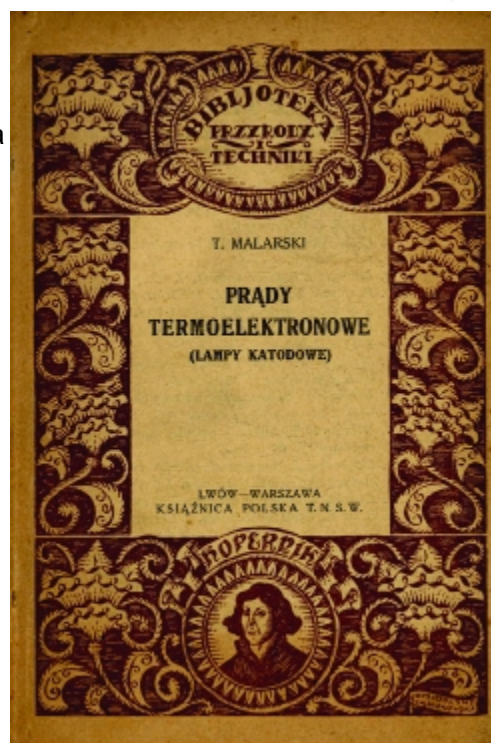 BIBLJOTEKA
PRZYRODY
I
TECHNIKI
T. MALARSKI
PRĄDY
TERMOELEKTRONOWE
(LAMPY KATODOWE)
LWÓW—WARSZAWA
KSIĄŻNICA POLSKA T. N. S. W.
KOPERNIK